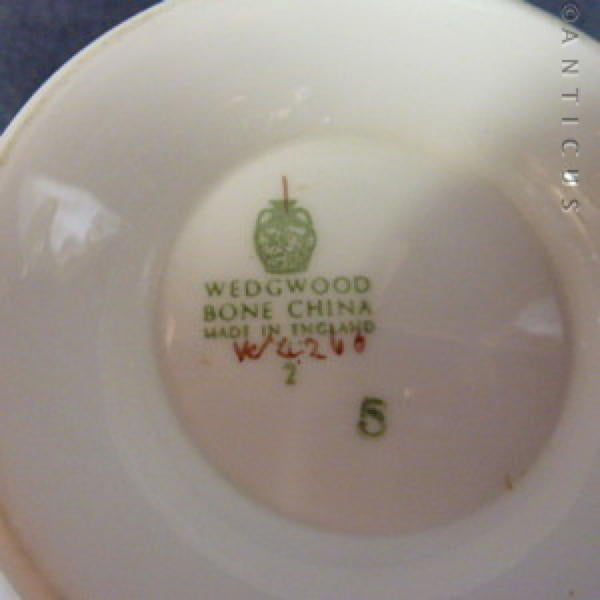 WEDGWOOD
BONE CHINA
MADE IN ENGLAND
W4260
2
5
© ANTICUS